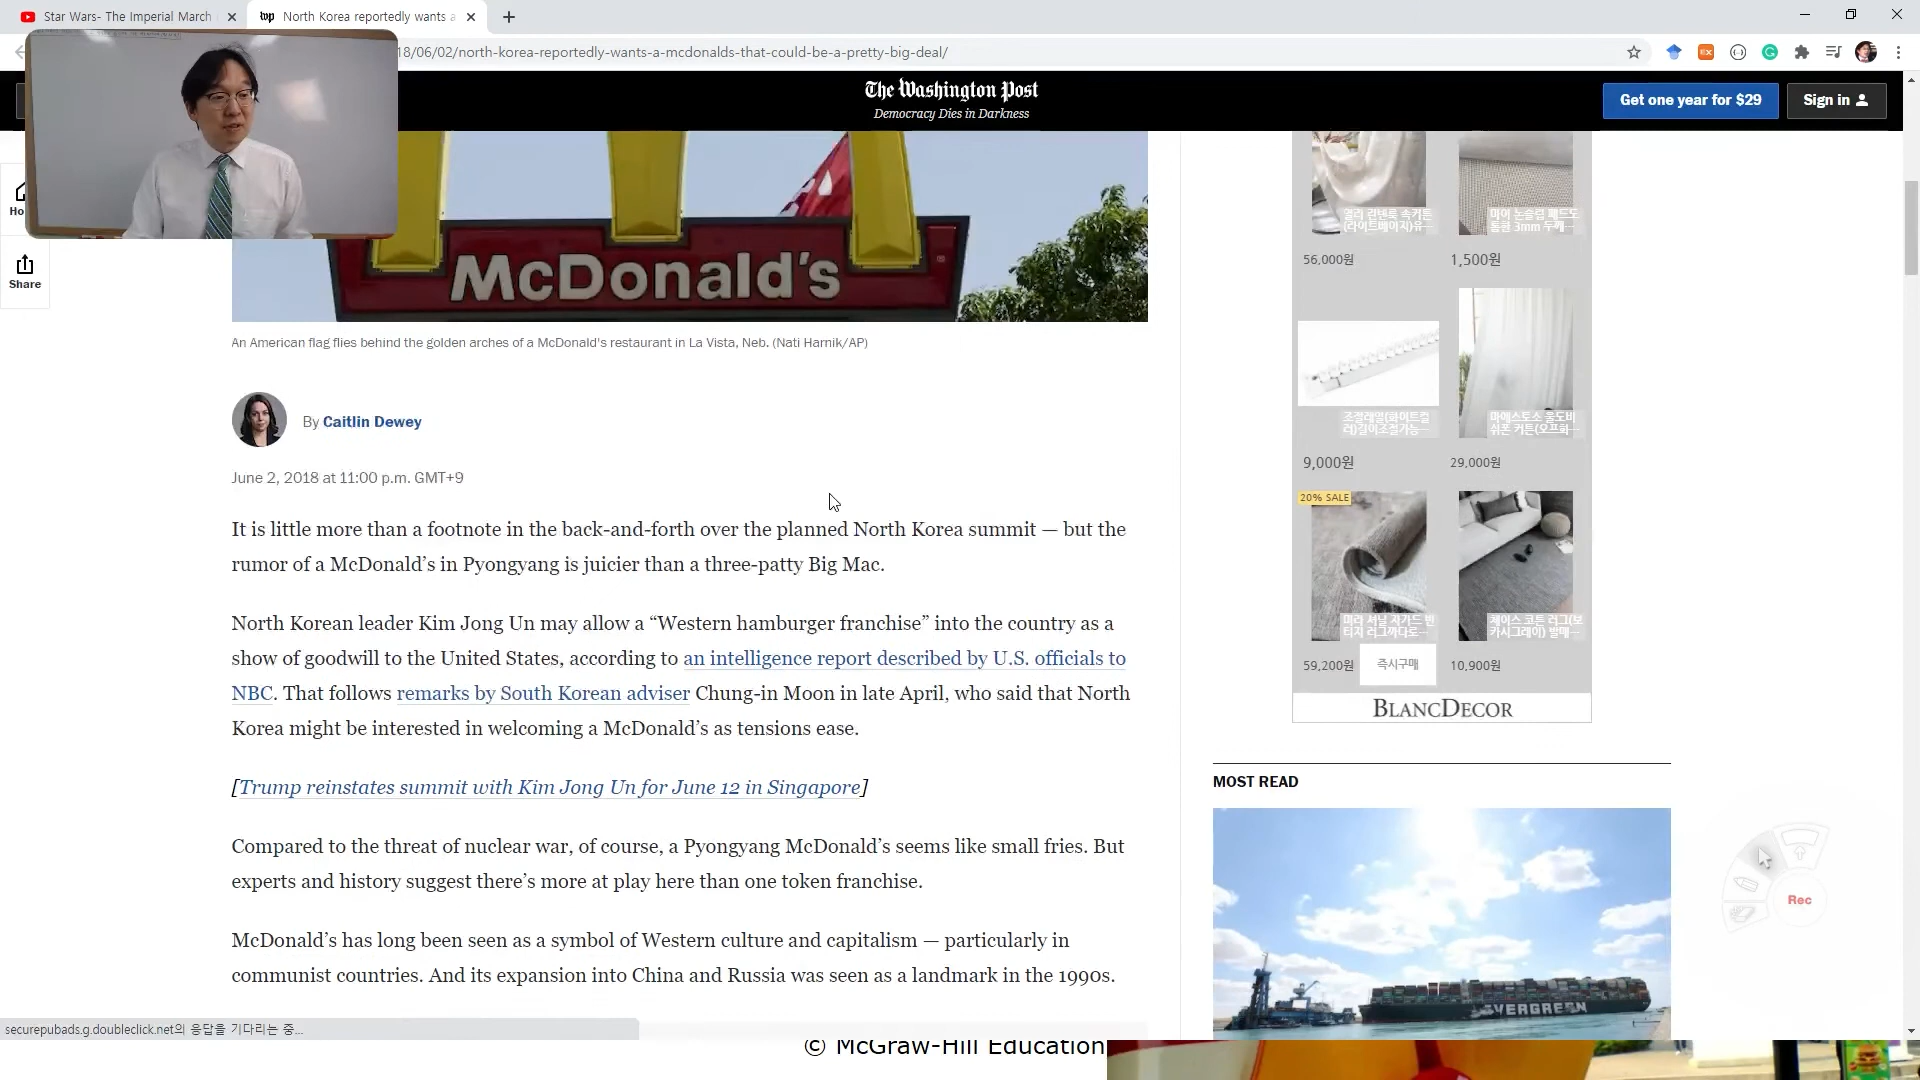 Star Wars- The Imperial March
North Korea reportedly wants a
18/06/02/north-korea-reportedly-wants-a-mcdonalds-that-could-be-a-pretty-big-deal/
The Washington Post
Democracy Dies in Darkness
Get one year for $29
Sign in
Ho
Share
McDonald's
An American flag flies behind the golden arches of a McDonald's restaurant in La Vista, Neb. (Nati Harnik/AP)
By Caitlin Dewey
June 2, 2018 at 11:00 p.m. GMT+9
It is little more than a footnote in the back-and-forth over the planned North Korea summit — but the
rumor of a McDonald’s in Pyongyang is juicier than a three-patty Big Mac.
North Korean leader Kim Jong Un may allow a “Western hamburger franchise” into the country as a
show of goodwill to the United States, according to an intelligence report described by U.S. officials to
NBC. That follows remarks by South Korean adviser Chung-in Moon in late April, who said that North
Korea might be interested in welcoming a McDonald’s as tensions ease.
[Trump reinstates summit with Kim Jong Un for June 12 in Singapore]
Compared to the threat of nuclear war, of course, a Pyongyang McDonald’s seems like small fries. But
experts and history suggest there’s more at play here than one token franchise.
McDonald’s has long been seen as a symbol of Western culture and capitalism — particularly in
communist countries. And its expansion into China and Russia was seen as a landmark in the 1990s.
56,000원
1,500원
9,000원
29,000원
20% SALE
59,200원
즉시구매
10,900원
BLANCDECOR
MOST READ
EVERGREEN
Rec
securepubads.g.doubleclick.net의 응답을 기다리는 중...
© McGraw-Hill Education